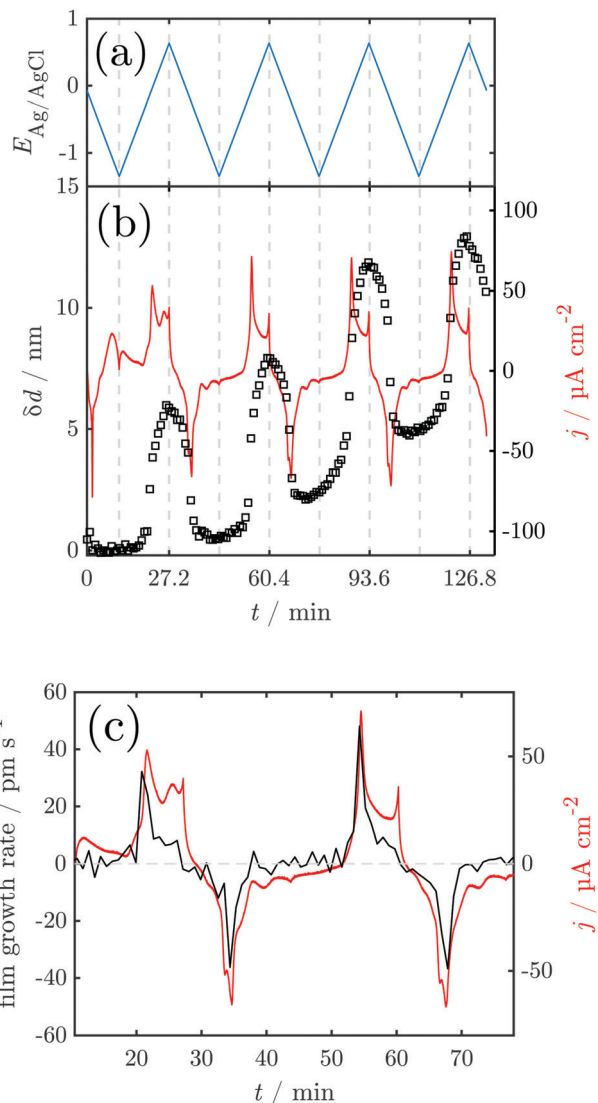 (a)
E_Ag/AgCl
1
0
-1
15
(b)
δd / nm
10
5
0
100
50
0
-50
-100
j / μA cm⁻²
0 27.2 60.4 93.6 126.8
t / min
(c)
film growth rate / pm s⁻¹
60
40
20
0
-20
-40
-60
50
0
-50
j / μA cm⁻²
20 30 40 50 60 70
t / min